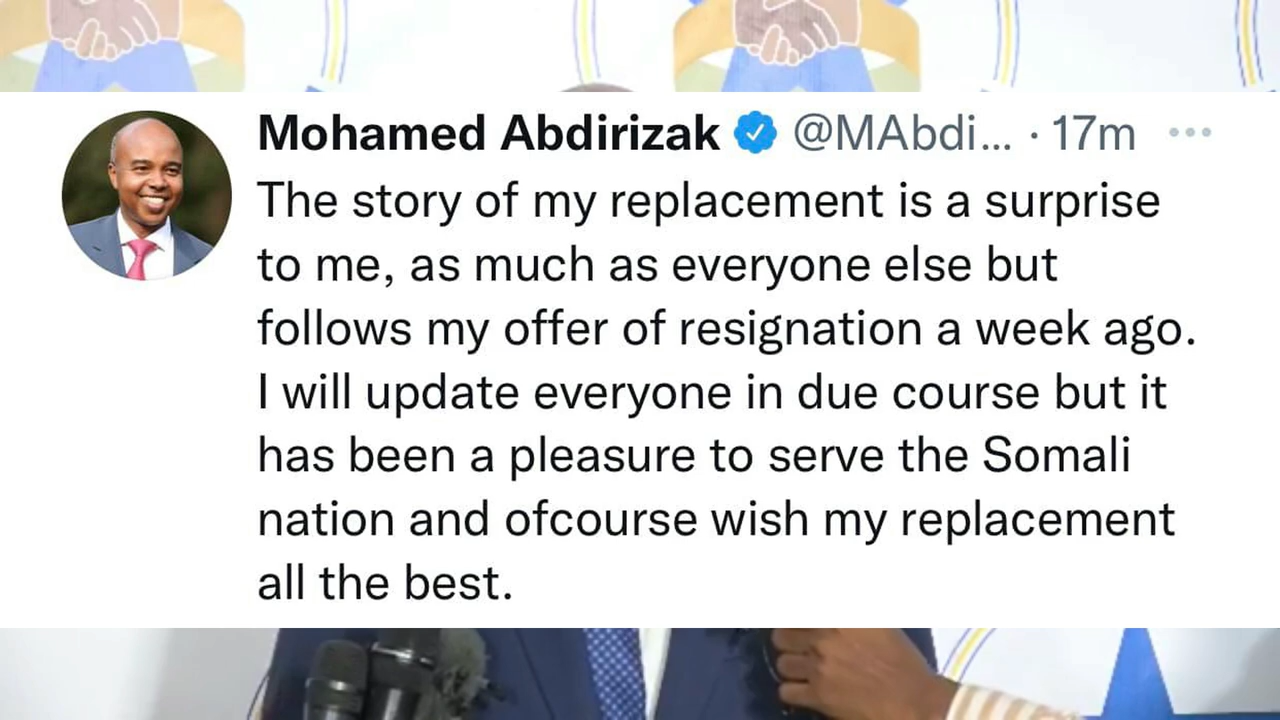 Mohamed Abdirizak @MAbdi... · 17m
The story of my replacement is a surprise
to me, as much as everyone else but
follows my offer of resignation a week ago.
I will update everyone in due course but it
has been a pleasure to serve the Somali
nation and ofcourse wish my replacement
all the best.